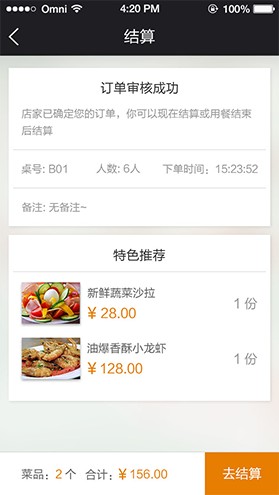 Omni
4:20 PM
100%
结算
订单审核成功
店家已确定您的订单，你可以现在结算或用餐结束
后结算
桌号: B01 人数: 6人 下单时间：15:23:52
备注: 无备注~
特色推荐
新鲜蔬菜沙拉
¥ 28.00
1 份
油爆香酥小龙虾
¥ 128.00
1 份
菜品：2 个 合计：¥ 156.00
去结算